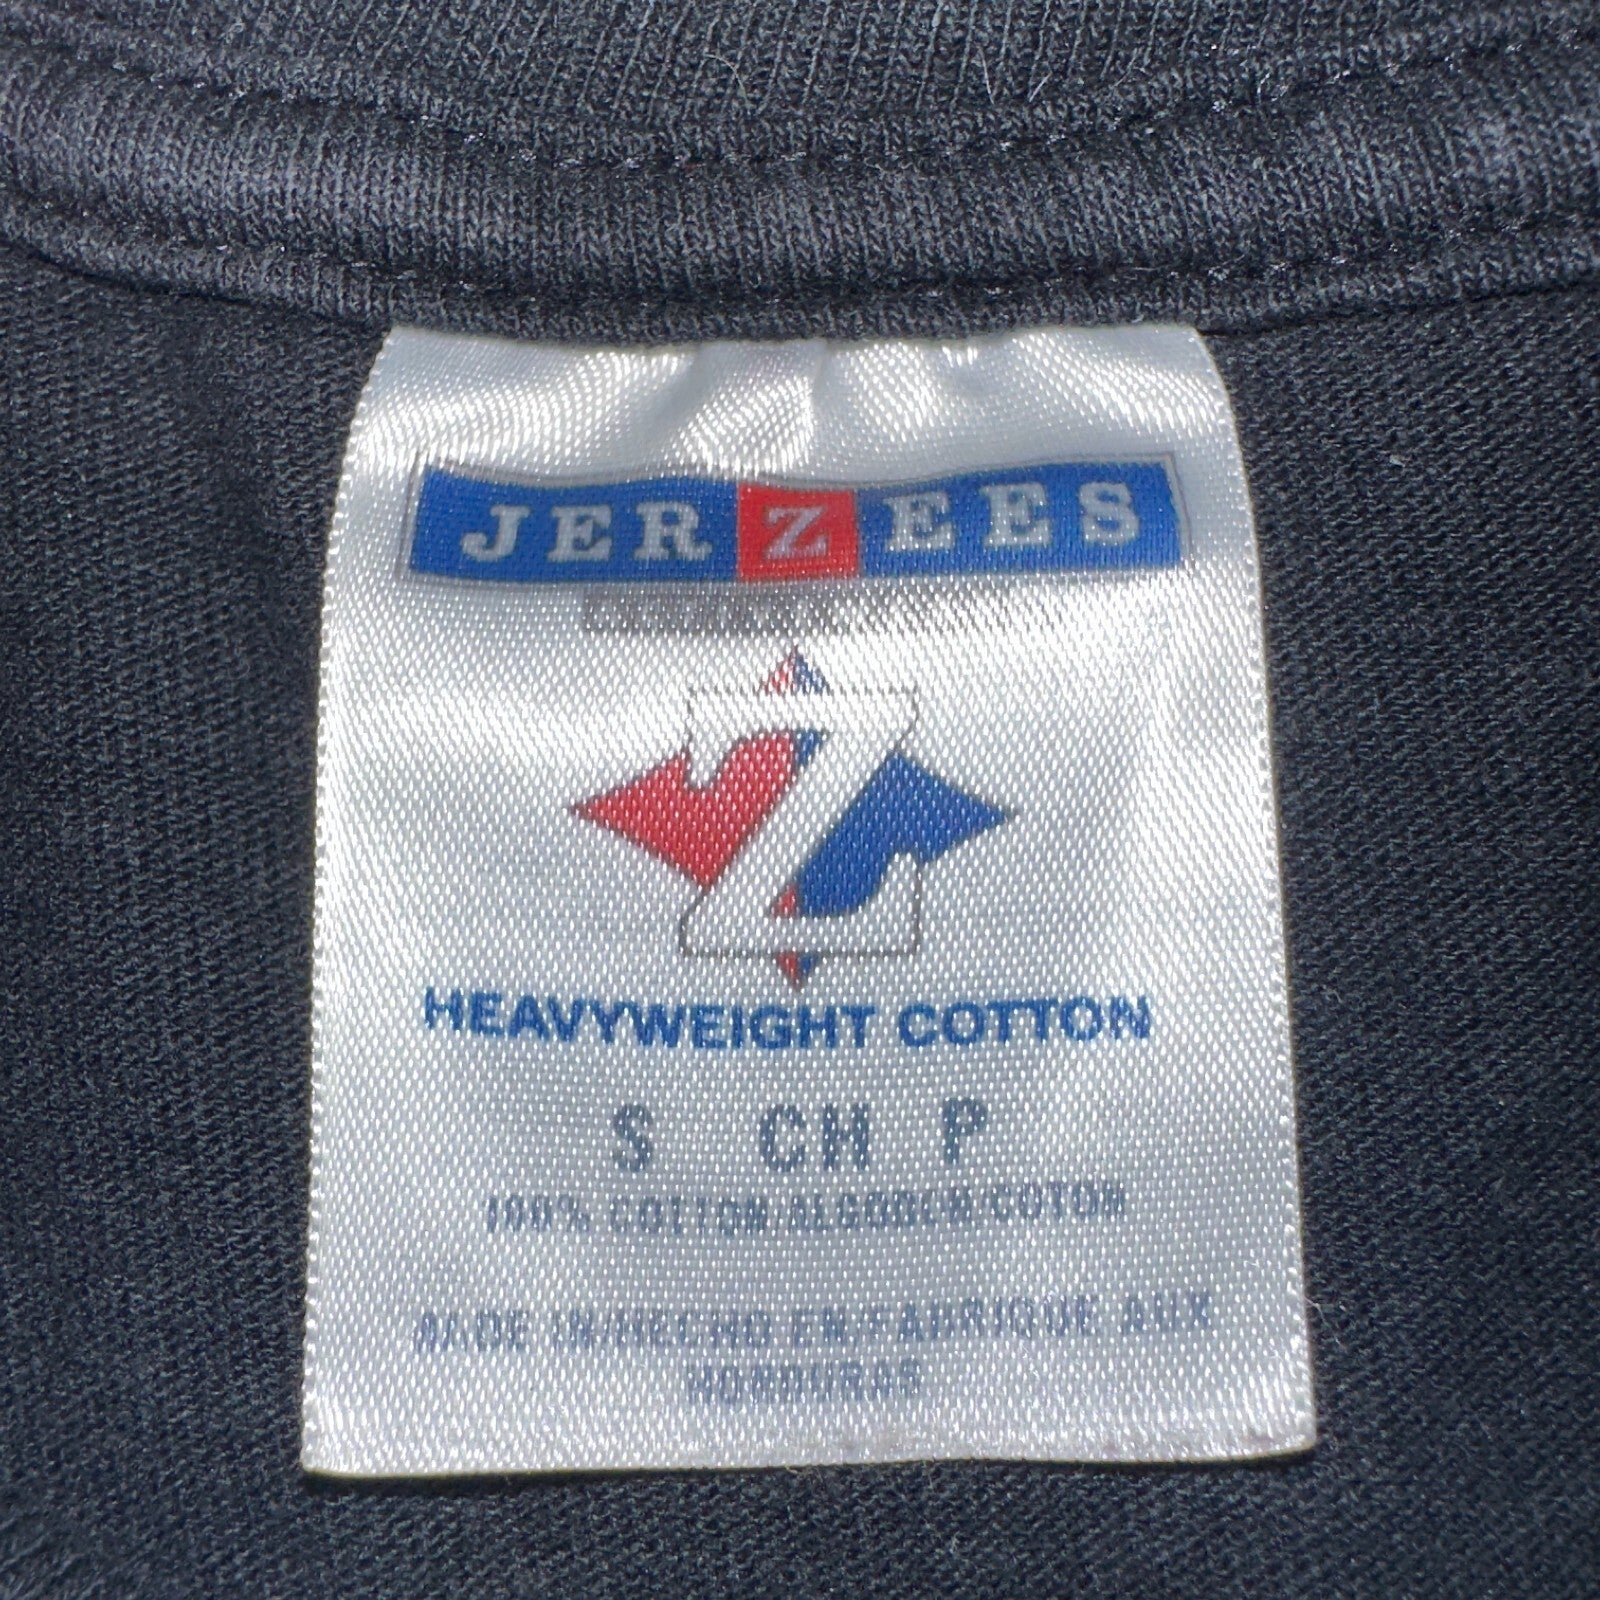 JERZEES
Z
HEAVYWEIGHT COTTON
S CH P
100% COTTON/ALGODON/COTON
MADE IN/HECHO EN/FABRIQUE AUX
HONDURAS